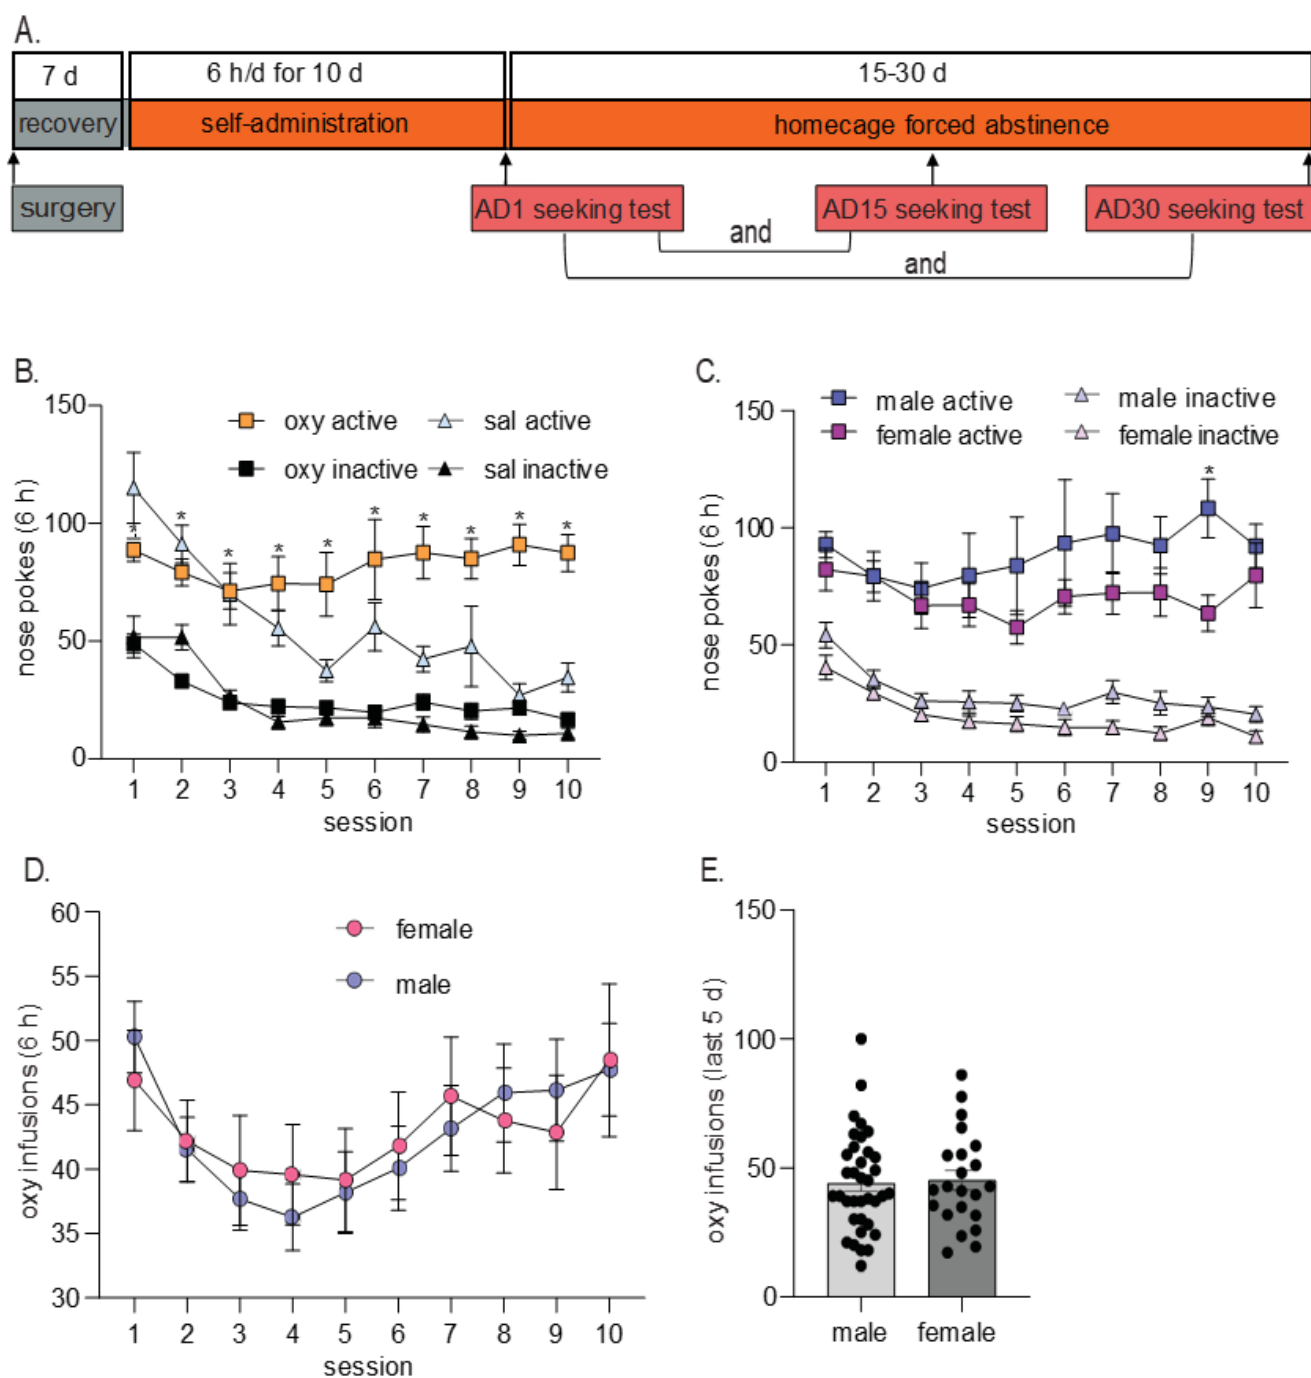 A.
7 d
6 h/d for 10 d
15-30 d
recovery
self-administration
homecage forced abstinence
surgery
AD1 seeking test
AD15 seeking test
AD30 seeking test
and
and
B.
150
100
50
0
nose pokes (6 h)
oxy active
sal active
oxy inactive
sal inactive
* * * * * * * * * *
1 2 3 4 5 6 7 8 9 10
session
C.
150
100
50
0
nose pokes (6 h)
male active
male inactive
female active
female inactive
*
1 2 3 4 5 6 7 8 9 10
session
D.
60
55
50
45
40
35
30
oxy infusions (6 h)
female
male
1 2 3 4 5 6 7 8 9 10
session
E.
150
100
50
0
oxy infusions (last 5 d)
male female